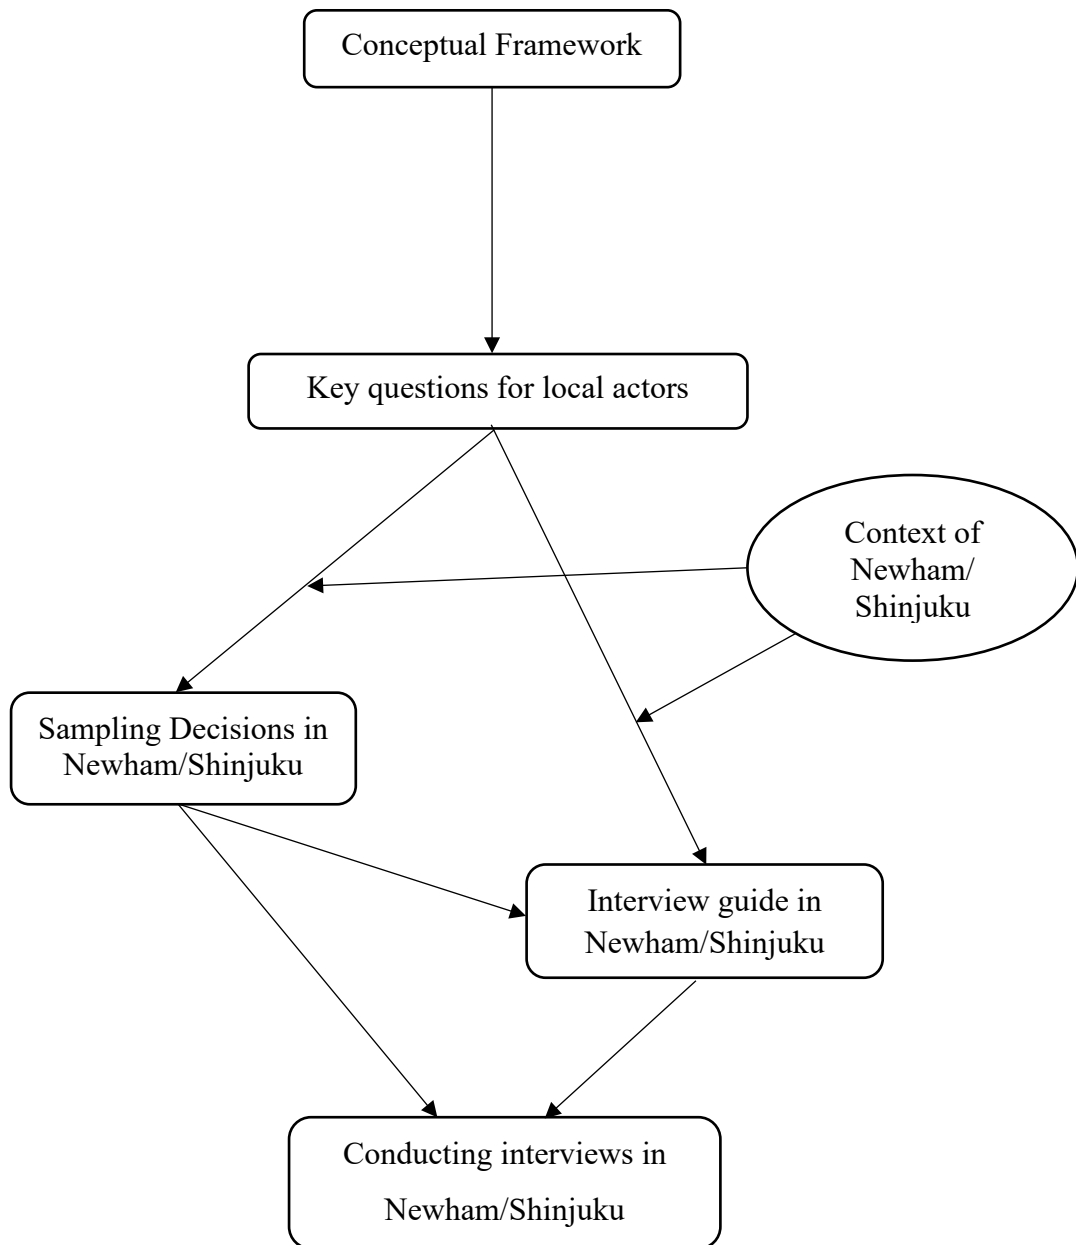 Conceptual Framework
Key questions for local actors
Context of
Newham/
Shinjuku
Sampling Decisions in
Newham/Shinjuku
Interview guide in
Newham/Shinjuku
Conducting interviews in
Newham/Shinjuku